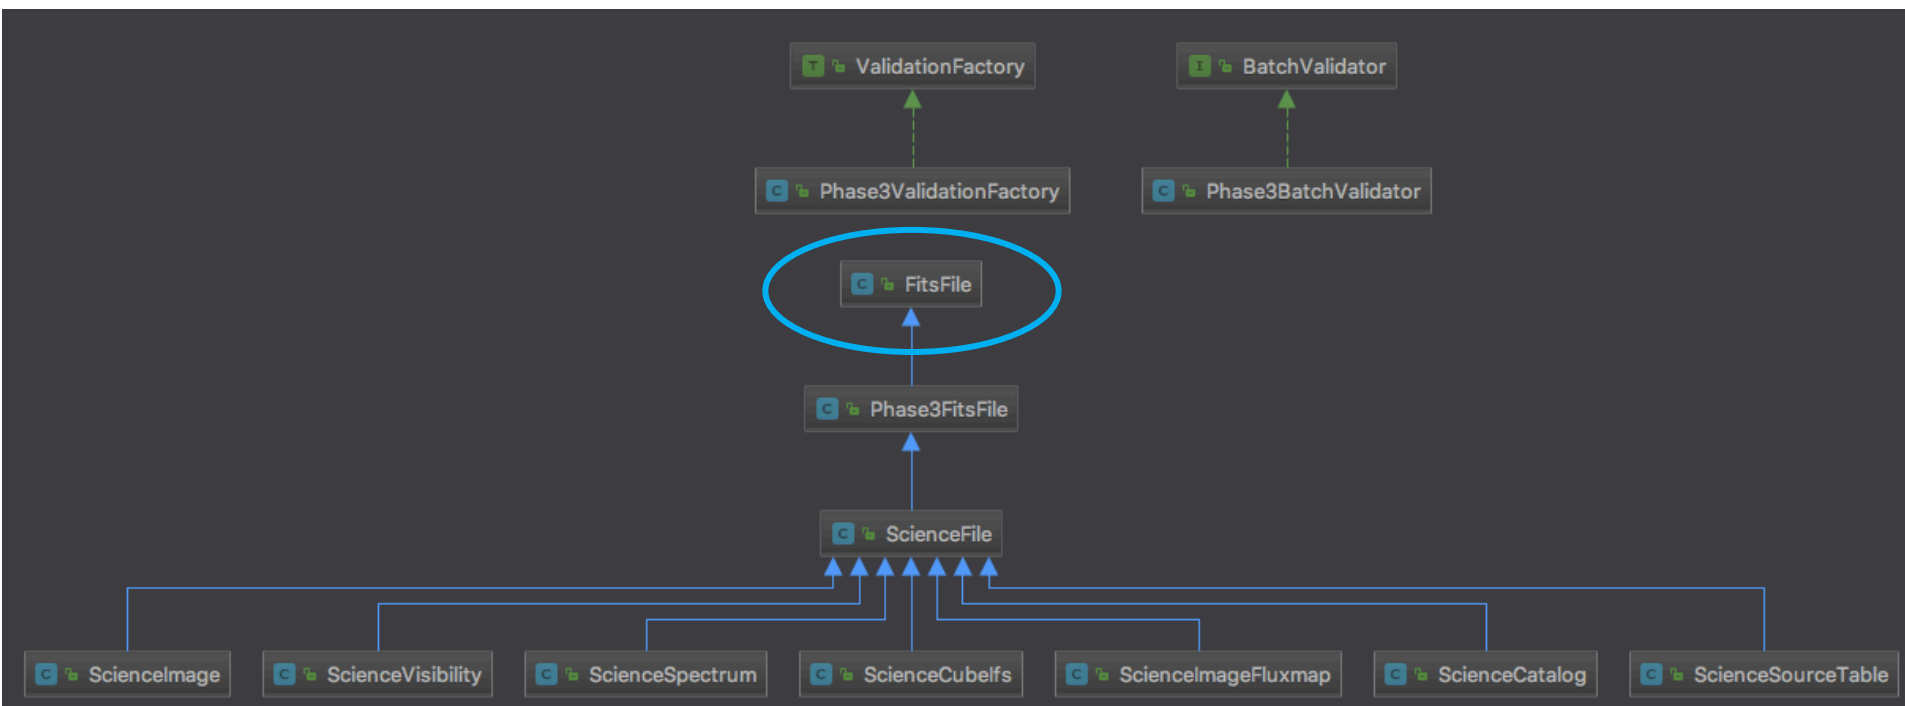 T ValidationFactory
I BatchValidator
C Phase3ValidationFactory
C Phase3BatchValidator
C FitsFile
C Phase3FitsFile
C ScienceFile
C ScienceImage
C ScienceVisibility
C ScienceSpectrum
C ScienceCubeIfs
C ScienceImageFluxmap
C ScienceCatalog
C ScienceSourceTable